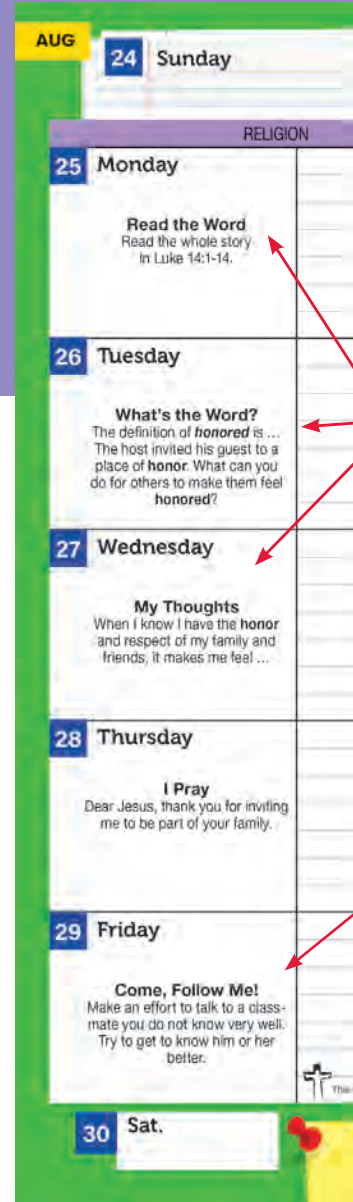 AUG
24 Sunday
RELIGION
25 Monday
Read the Word
Read the whole story
in Luke 14:1-14.
26 Tuesday
What's the Word?
The definition of honored is ...
The host invited his guest to a
place of honor. What can you
do for others to make them feel
honored?
27 Wednesday
My Thoughts
When I know I have the honor
and respect of my family and
friends, it makes me feel ...
28 Thursday
I Pray
Dear Jesus, thank you for inviting
me to be part of your family.
29 Friday
Come, Follow Me!
Make an effort to talk to a class-
mate you do not know very well.
Try to get to know him or her
better.
The
30 Sat.